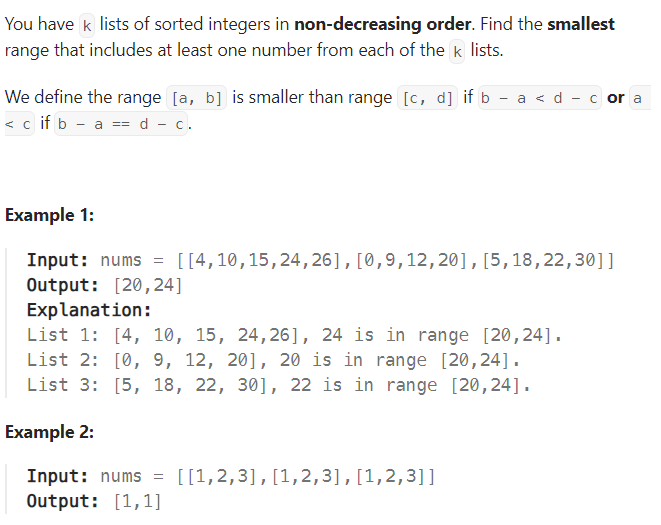 You have k lists of sorted integers in non-decreasing order. Find the smallest
range that includes at least one number from each of the k lists.
We define the range [a, b] is smaller than range [c, d] if b - a < d - c or a
< c if b - a == d - c.
Example 1:
Input: nums = [[4,10,15,24,26],[0,9,12,20],[5,18,22,30]]
Output: [20,24]
Explanation:
List 1: [4, 10, 15, 24,26], 24 is in range [20,24].
List 2: [0, 9, 12, 20], 20 is in range [20,24].
List 3: [5, 18, 22, 30], 22 is in range [20,24].
Example 2:
Input: nums = [[1,2,3],[1,2,3],[1,2,3]]
Output: [1,1]